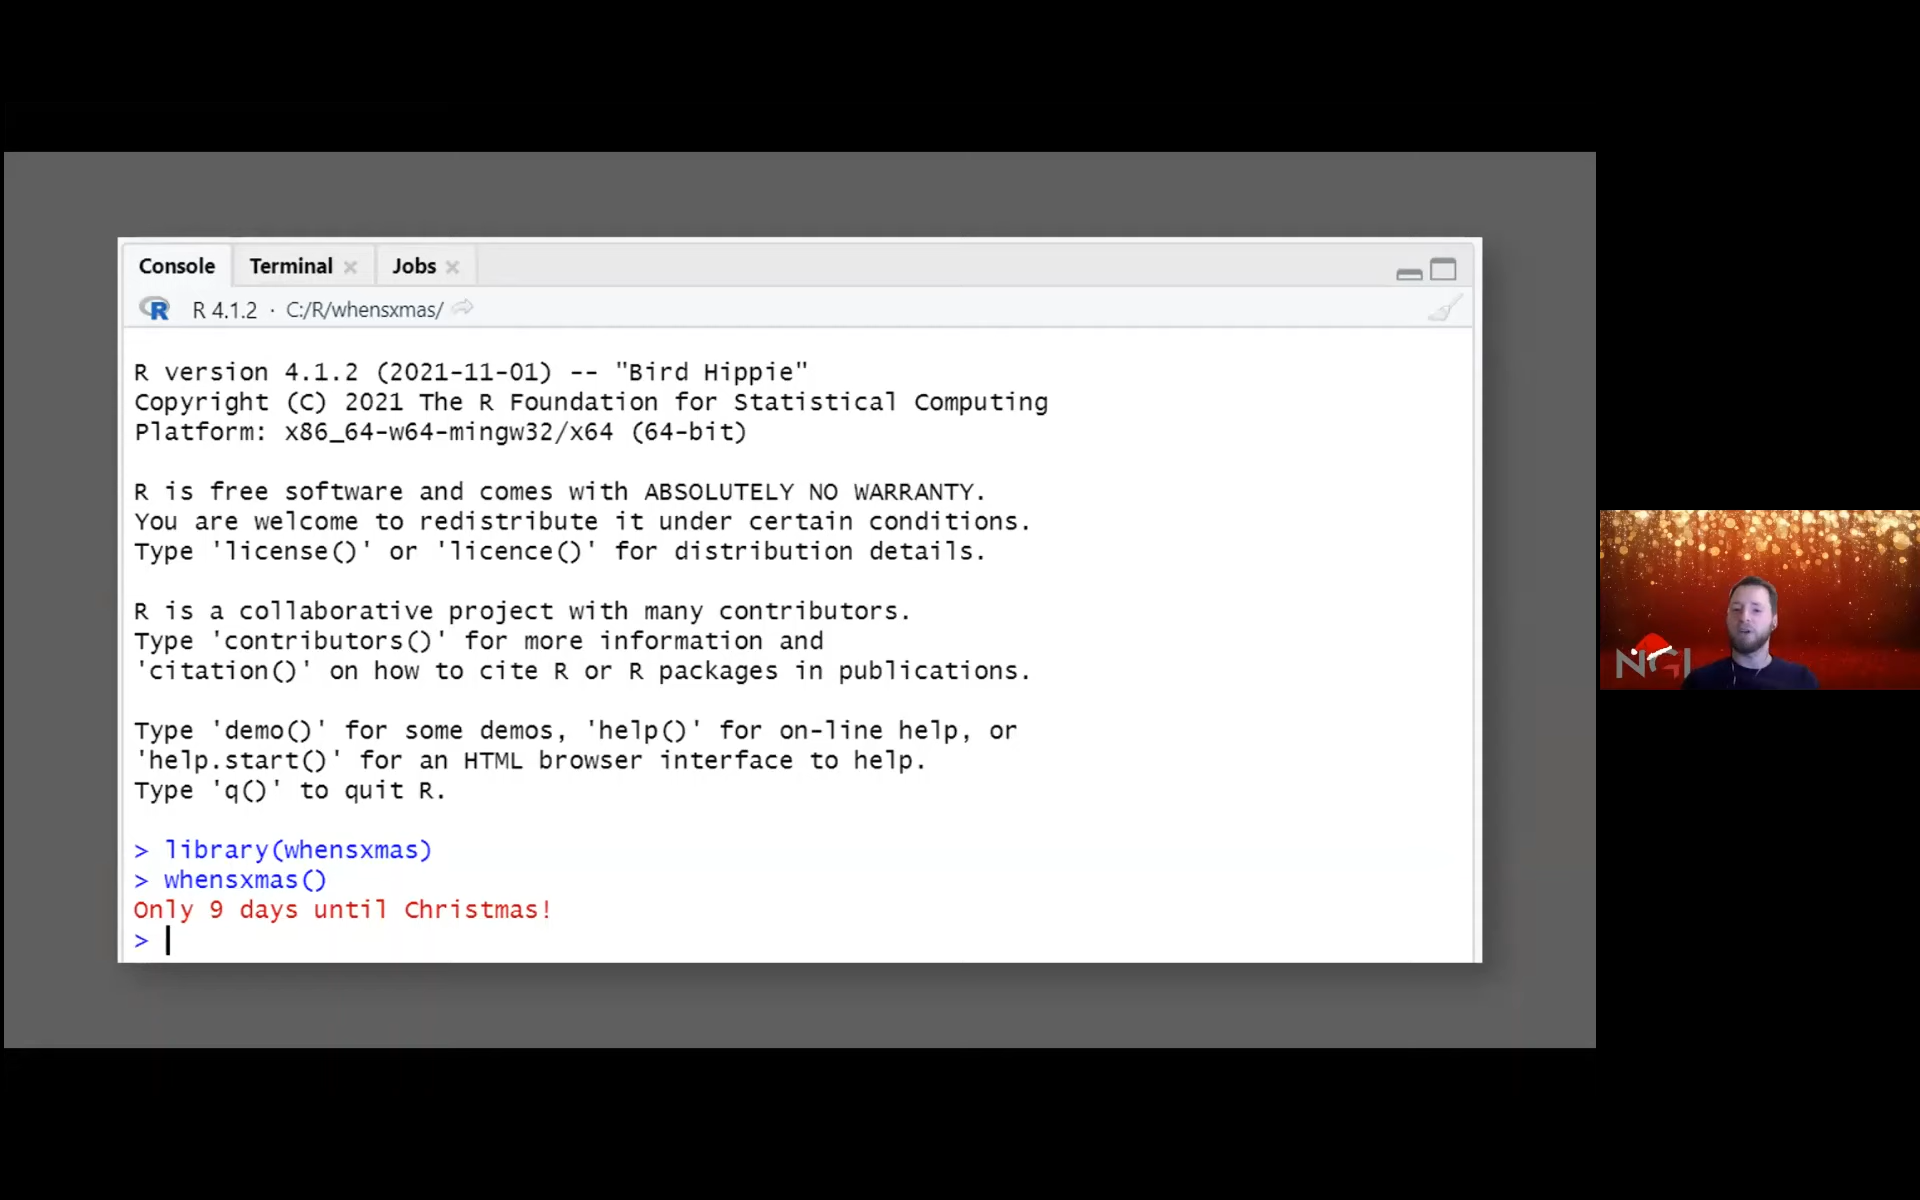 Console Terminal Jobs
R 4.1.2 · C:/R/whensxmas/
R version 4.1.2 (2021-11-01) -- "Bird Hippie"
Copyright (C) 2021 The R Foundation for Statistical Computing
Platform: x86_64-w64-mingw32/x64 (64-bit)
R is free software and comes with ABSOLUTELY NO WARRANTY.
You are welcome to redistribute it under certain conditions.
Type 'license()' or 'licence()' for distribution details.
R is a collaborative project with many contributors.
Type 'contributors()' for more information and
'citation()' on how to cite R or R packages in publications.
Type 'demo()' for some demos, 'help()' for on-line help, or
'help.start()' for an HTML browser interface to help.
Type 'q()' to quit R.
> library(whensxmas)
> whensxmas()
Only 9 days until Christmas!
>
NGI